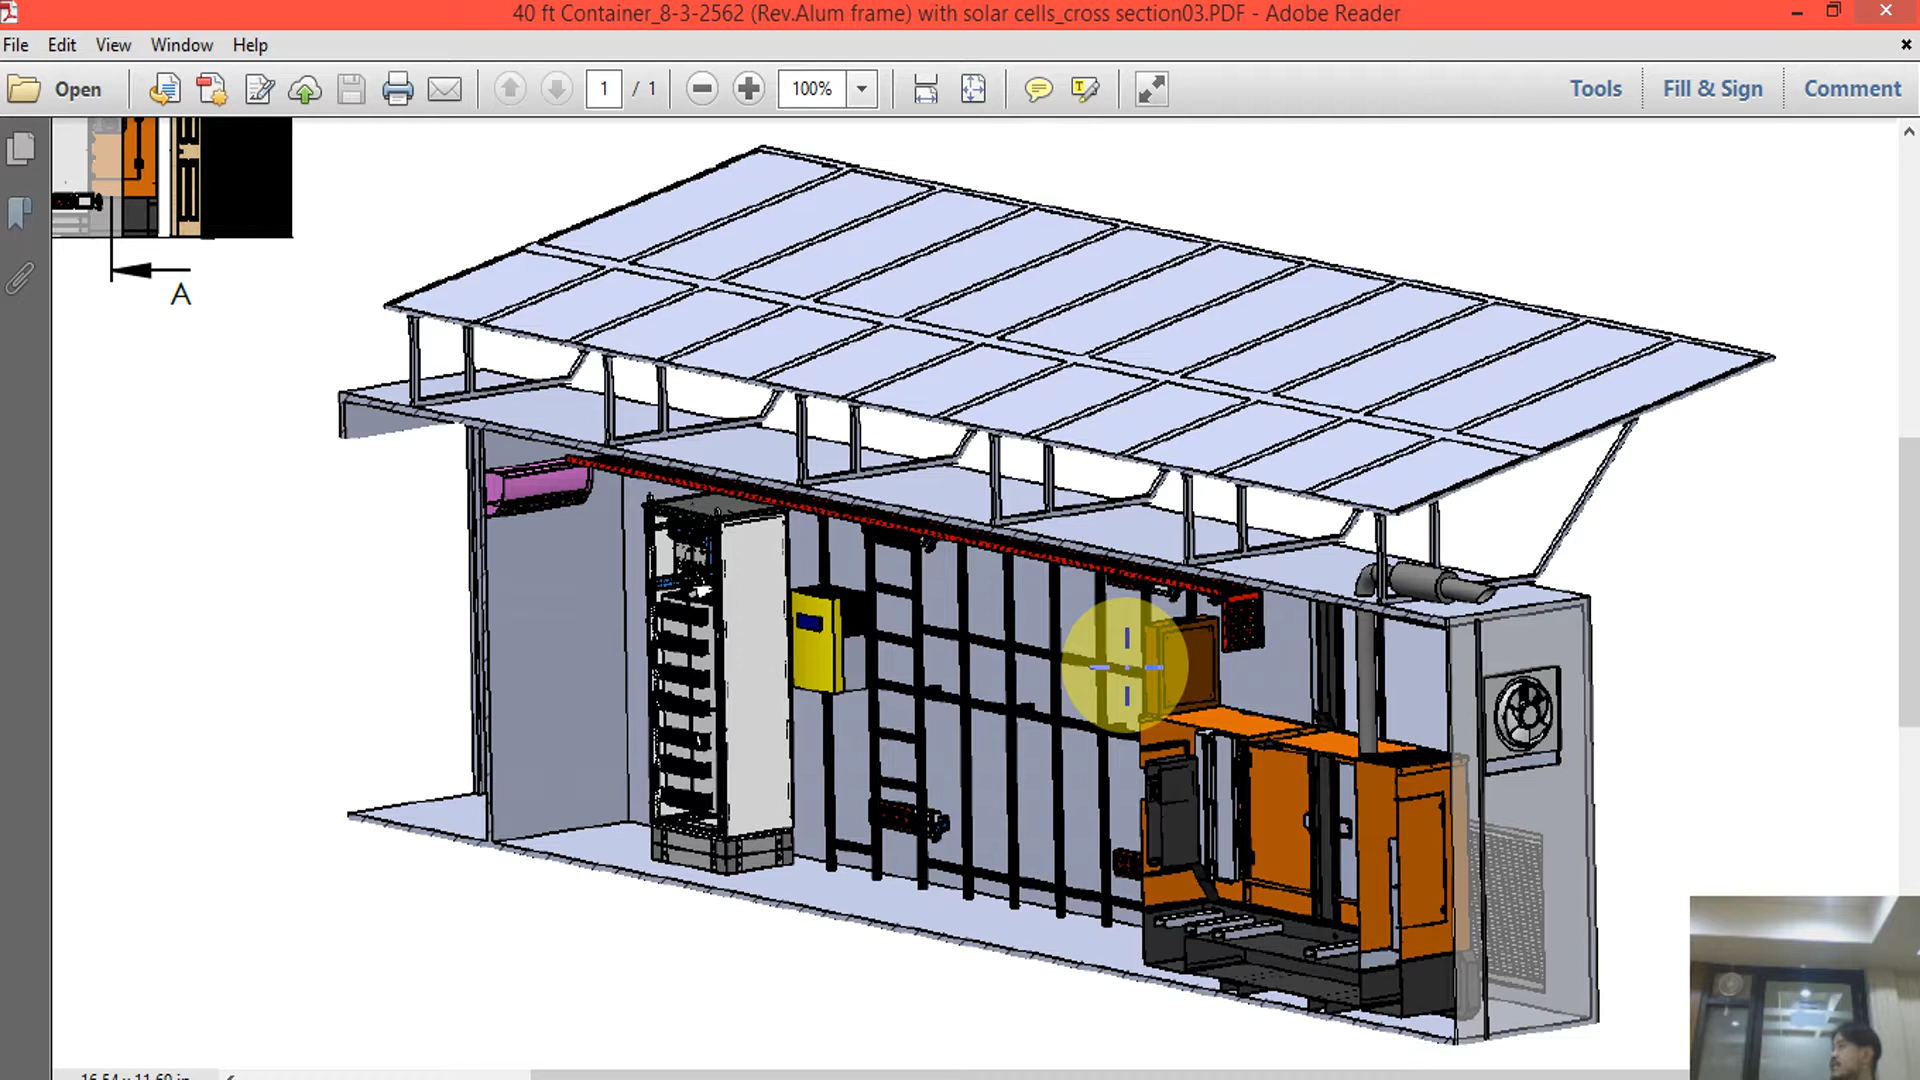 40 ft Container_8-3-2562 (Rev.Alum frame) with solar cells_cross section03.PDF - Adobe Reader
File Edit View Window Help
Open 1 / 1 100% Tools Fill & Sign Comment
A
16.54 x 11.69 in